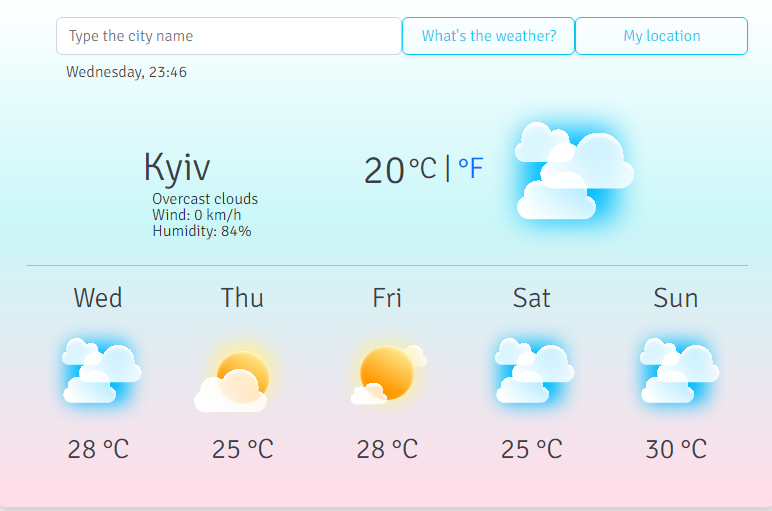 Type the city name What's the weather? My location
Wednesday, 23:46
Kyiv 20°C | °F
Overcast clouds
Wind: 0 km/h
Humidity: 84%
Wed Thu Fri Sat Sun
28 °C 25 °C 28 °C 25 °C 30 °C